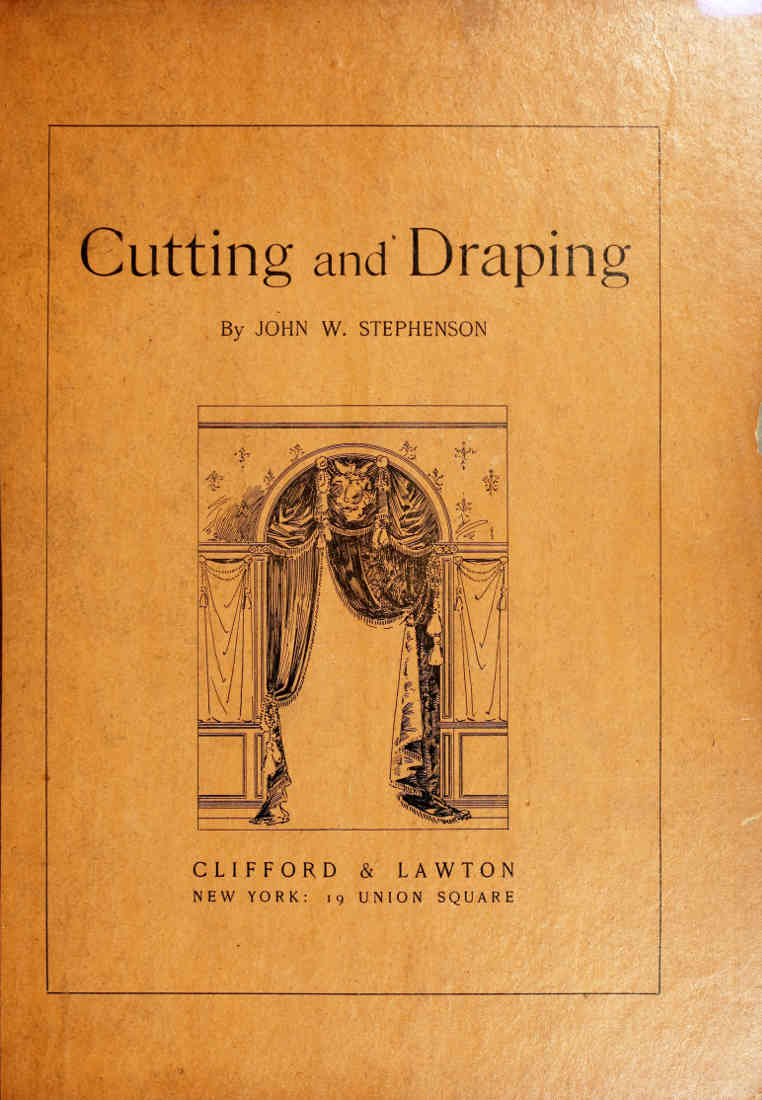 Cutting and Draping
By JOHN W. STEPHENSON
CLIFFORD & LAWTON
NEW YORK: 19 UNION SQUARE